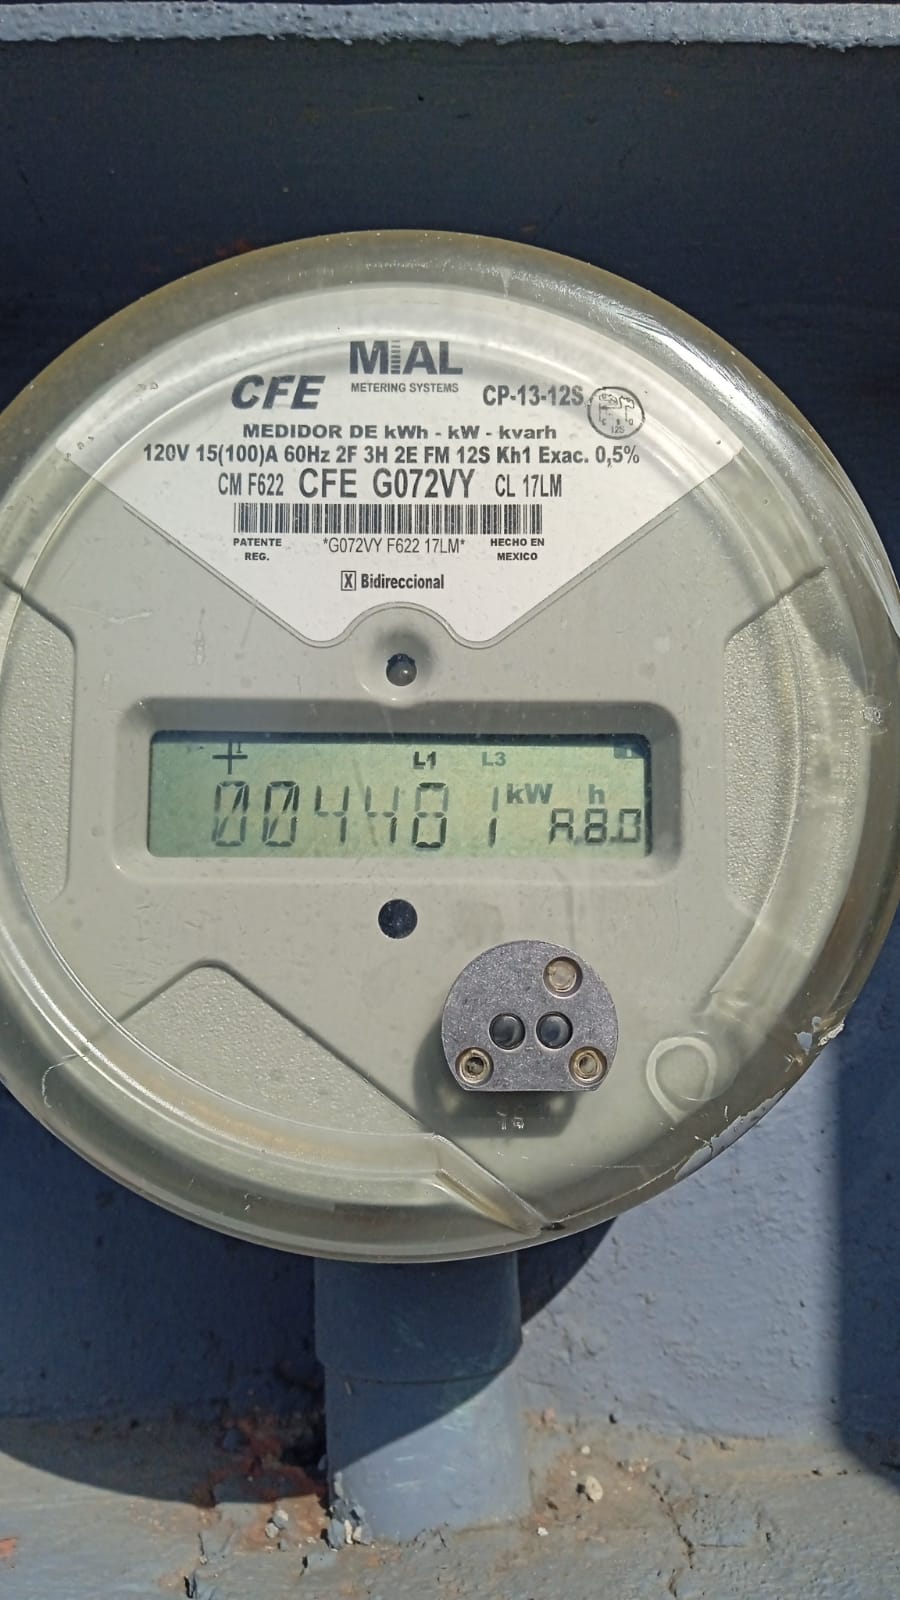 MIAL
METERING SYSTEMS
CFE
CP-13-12S
12S
MEDIDOR DE kWh - kW - kvarh
120V 15(100)A 60Hz 2F 3H 2E FM 12S Kh1 Exac. 0,5%
CM F622 CFE G072VY CL 17LM
PATENTE REG.
*G072VY F622 17LM*
HECHO EN MEXICO
X Bidireccional
L1 L3
004481 kW h A.8.0